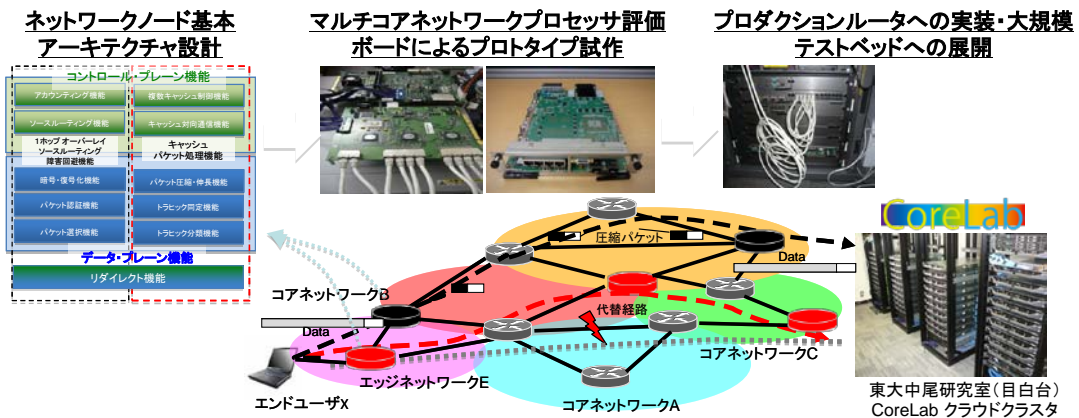 ネットワークノード基本
アーキテクチャ設計
マルチコアネットワークプロセッサ評価
ボードによるプロトタイプ試作
プロダクションルータへの実装・大規模
テストベッドへの展開
コントロール・プレーン機能
アカウンティング機能
複数キャッシュ制御機能
ソースルーティング機能
キャッシュ対向通信機能
1ホップ オーバーレイ
ソースルーティング
障害回避機能
キャッシュ
パケット処理機能
暗号・復号化機能
パケット圧縮・伸長機能
パケット認証機能
トラヒック同定機能
パケット選択機能
トラヒック分類機能
データ・プレーン機能
リダイレクト機能
圧縮パケット
Data
コアネットワークB
代替経路
Data
コアネットワークC
エッジネットワークE
エンドユーザX
コアネットワークA
CoreLab
東大中尾研究室(目白台)
CoreLab クラウドクラスタ